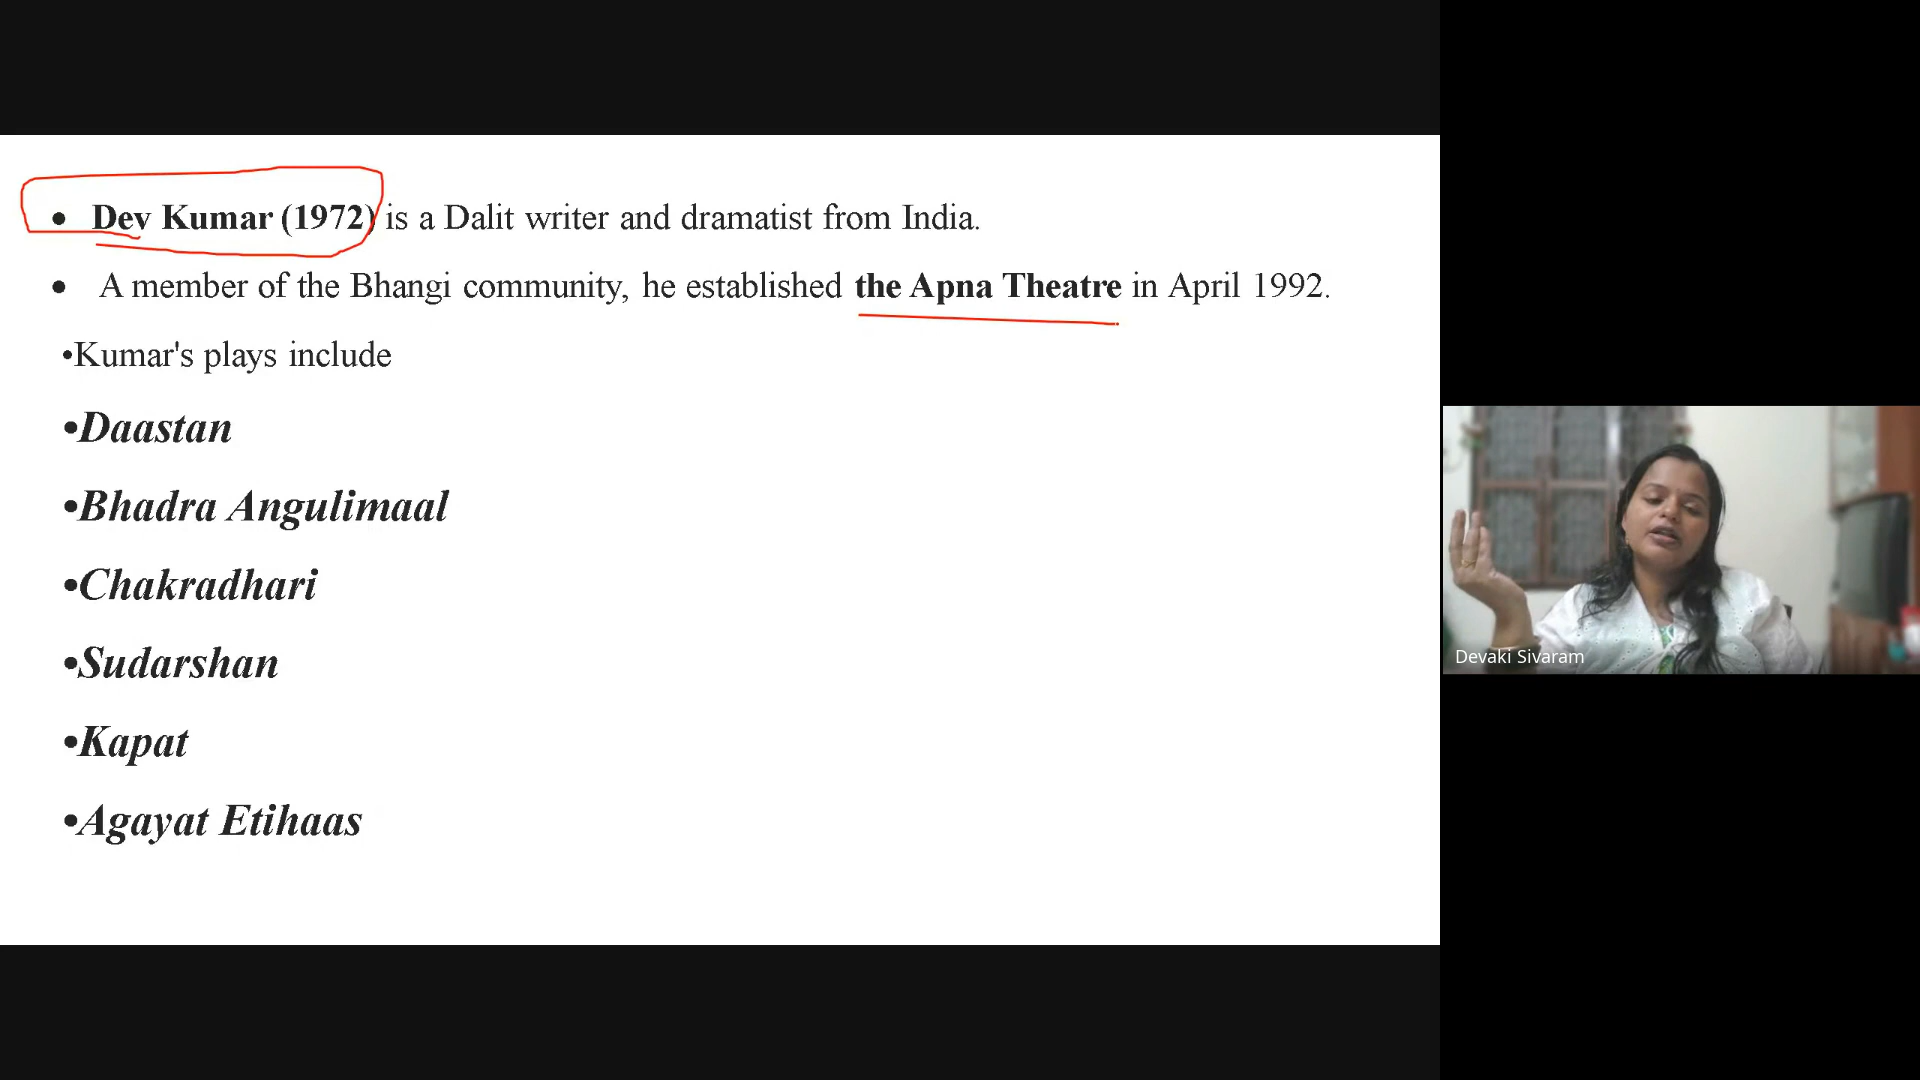 • Dev Kumar (1972) is a Dalit writer and dramatist from India.
• A member of the Bhangi community, he established the Apna Theatre in April 1992.
•Kumar's plays include
•Daastan
•Bhadra Angulimaal
•Chakradhari
•Sudarshan
•Kapat
•Agayat Etihaas
Devaki Sivaram